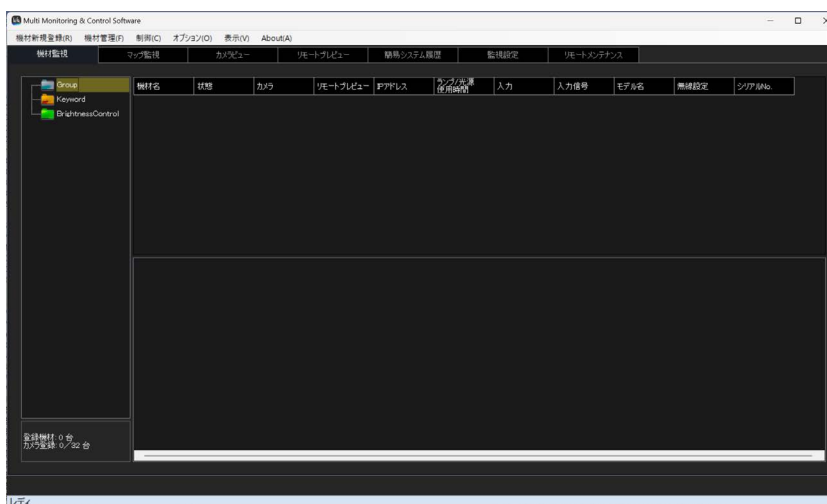 Multi Monitoring & Control Software
機材新規登録(R) 機材管理(F) 制御(C) オプション(O) 表示(V) About(A)
機材監視 マップ監視 カメラビュー リモートプレビュー 簡易システム履歴 監視設定 リモートメンテナンス
Group
Keyword
BrightnessControl
機材名 状態 カメラ リモートプレビュー IPアドレス ランプ/光源 使用時間 入力 入力信号 モデル名 無線設定 シリアルNo.
登録機材: 0 台
カメラ登録: 0/32 台
レディ